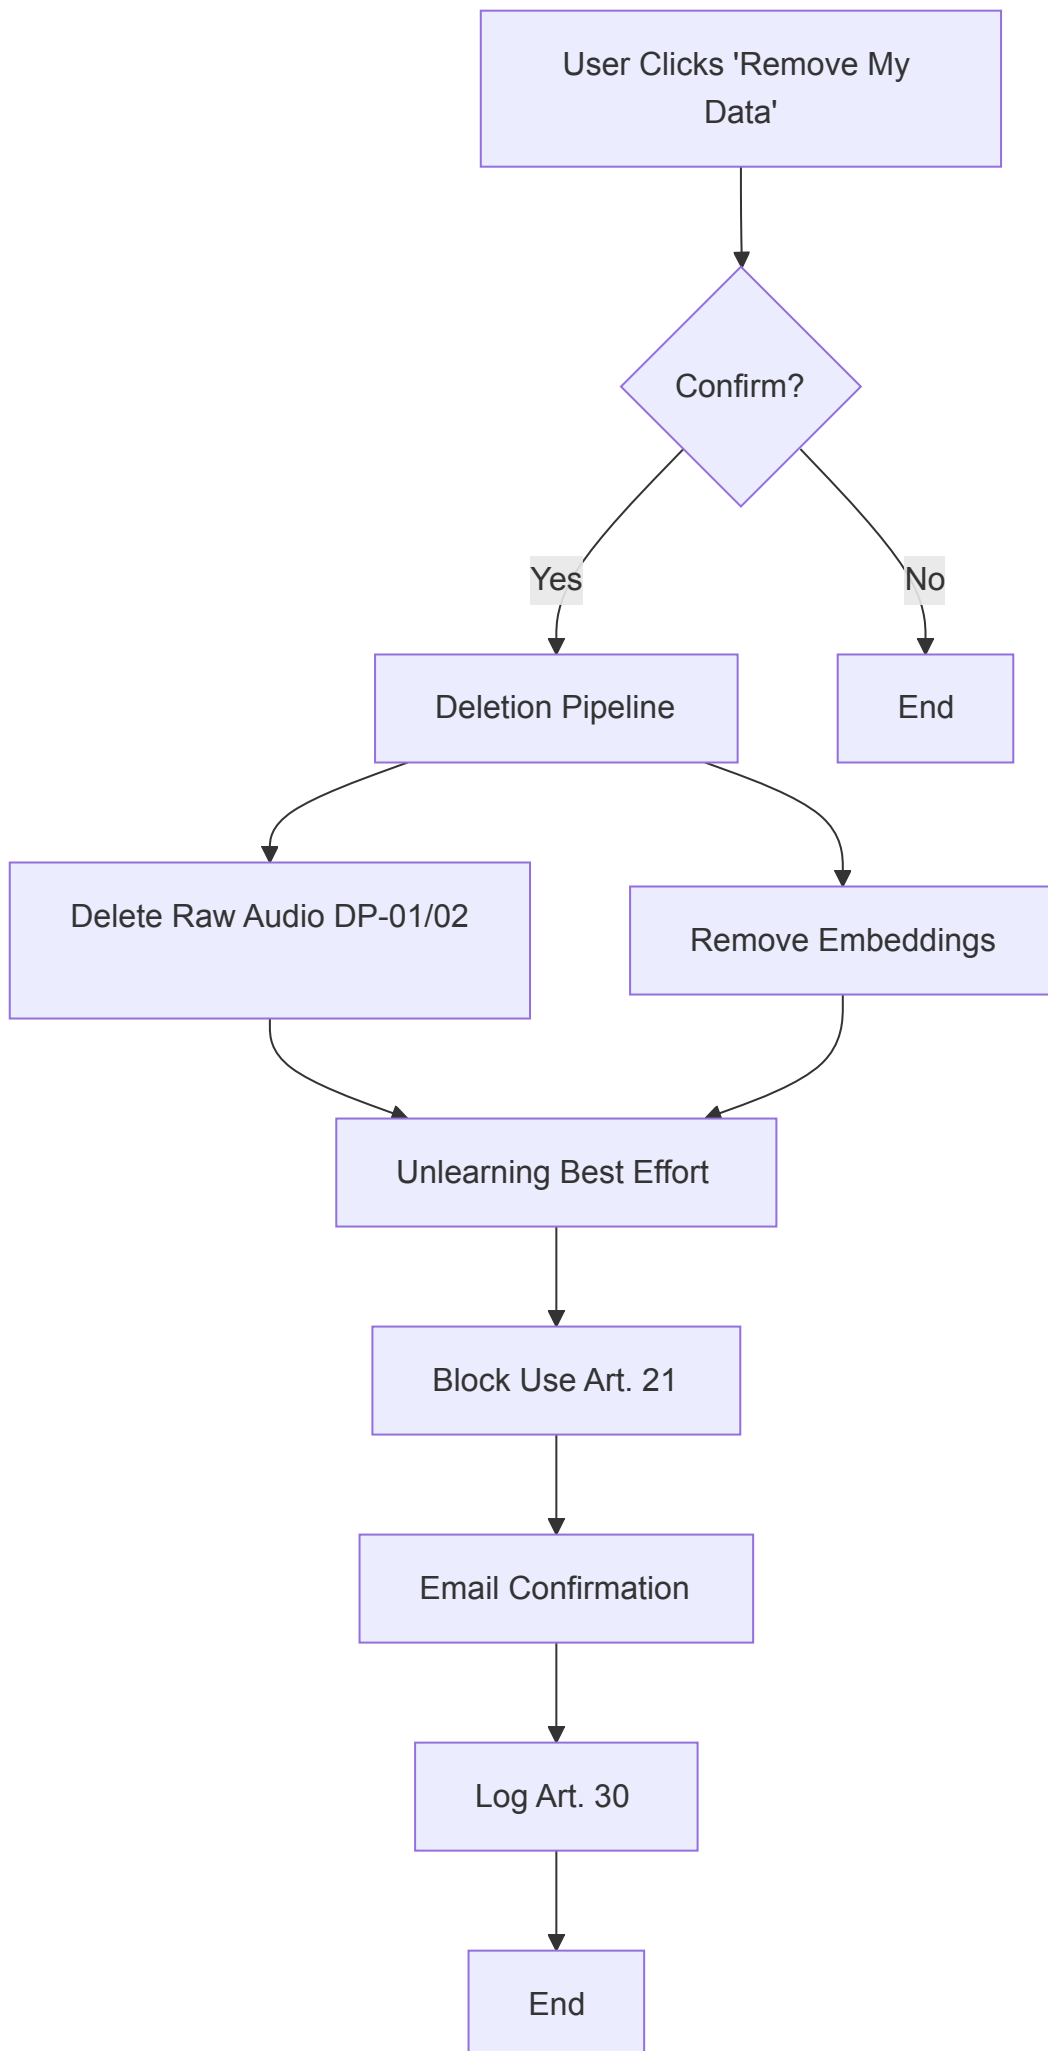 User Clicks 'Remove My
Data'
Confirm?
Yes
No
Deletion Pipeline
End
Delete Raw Audio DP-01/02
Remove Embeddings
Unlearning Best Effort
Block Use Art. 21
Email Confirmation
Log Art. 30
End